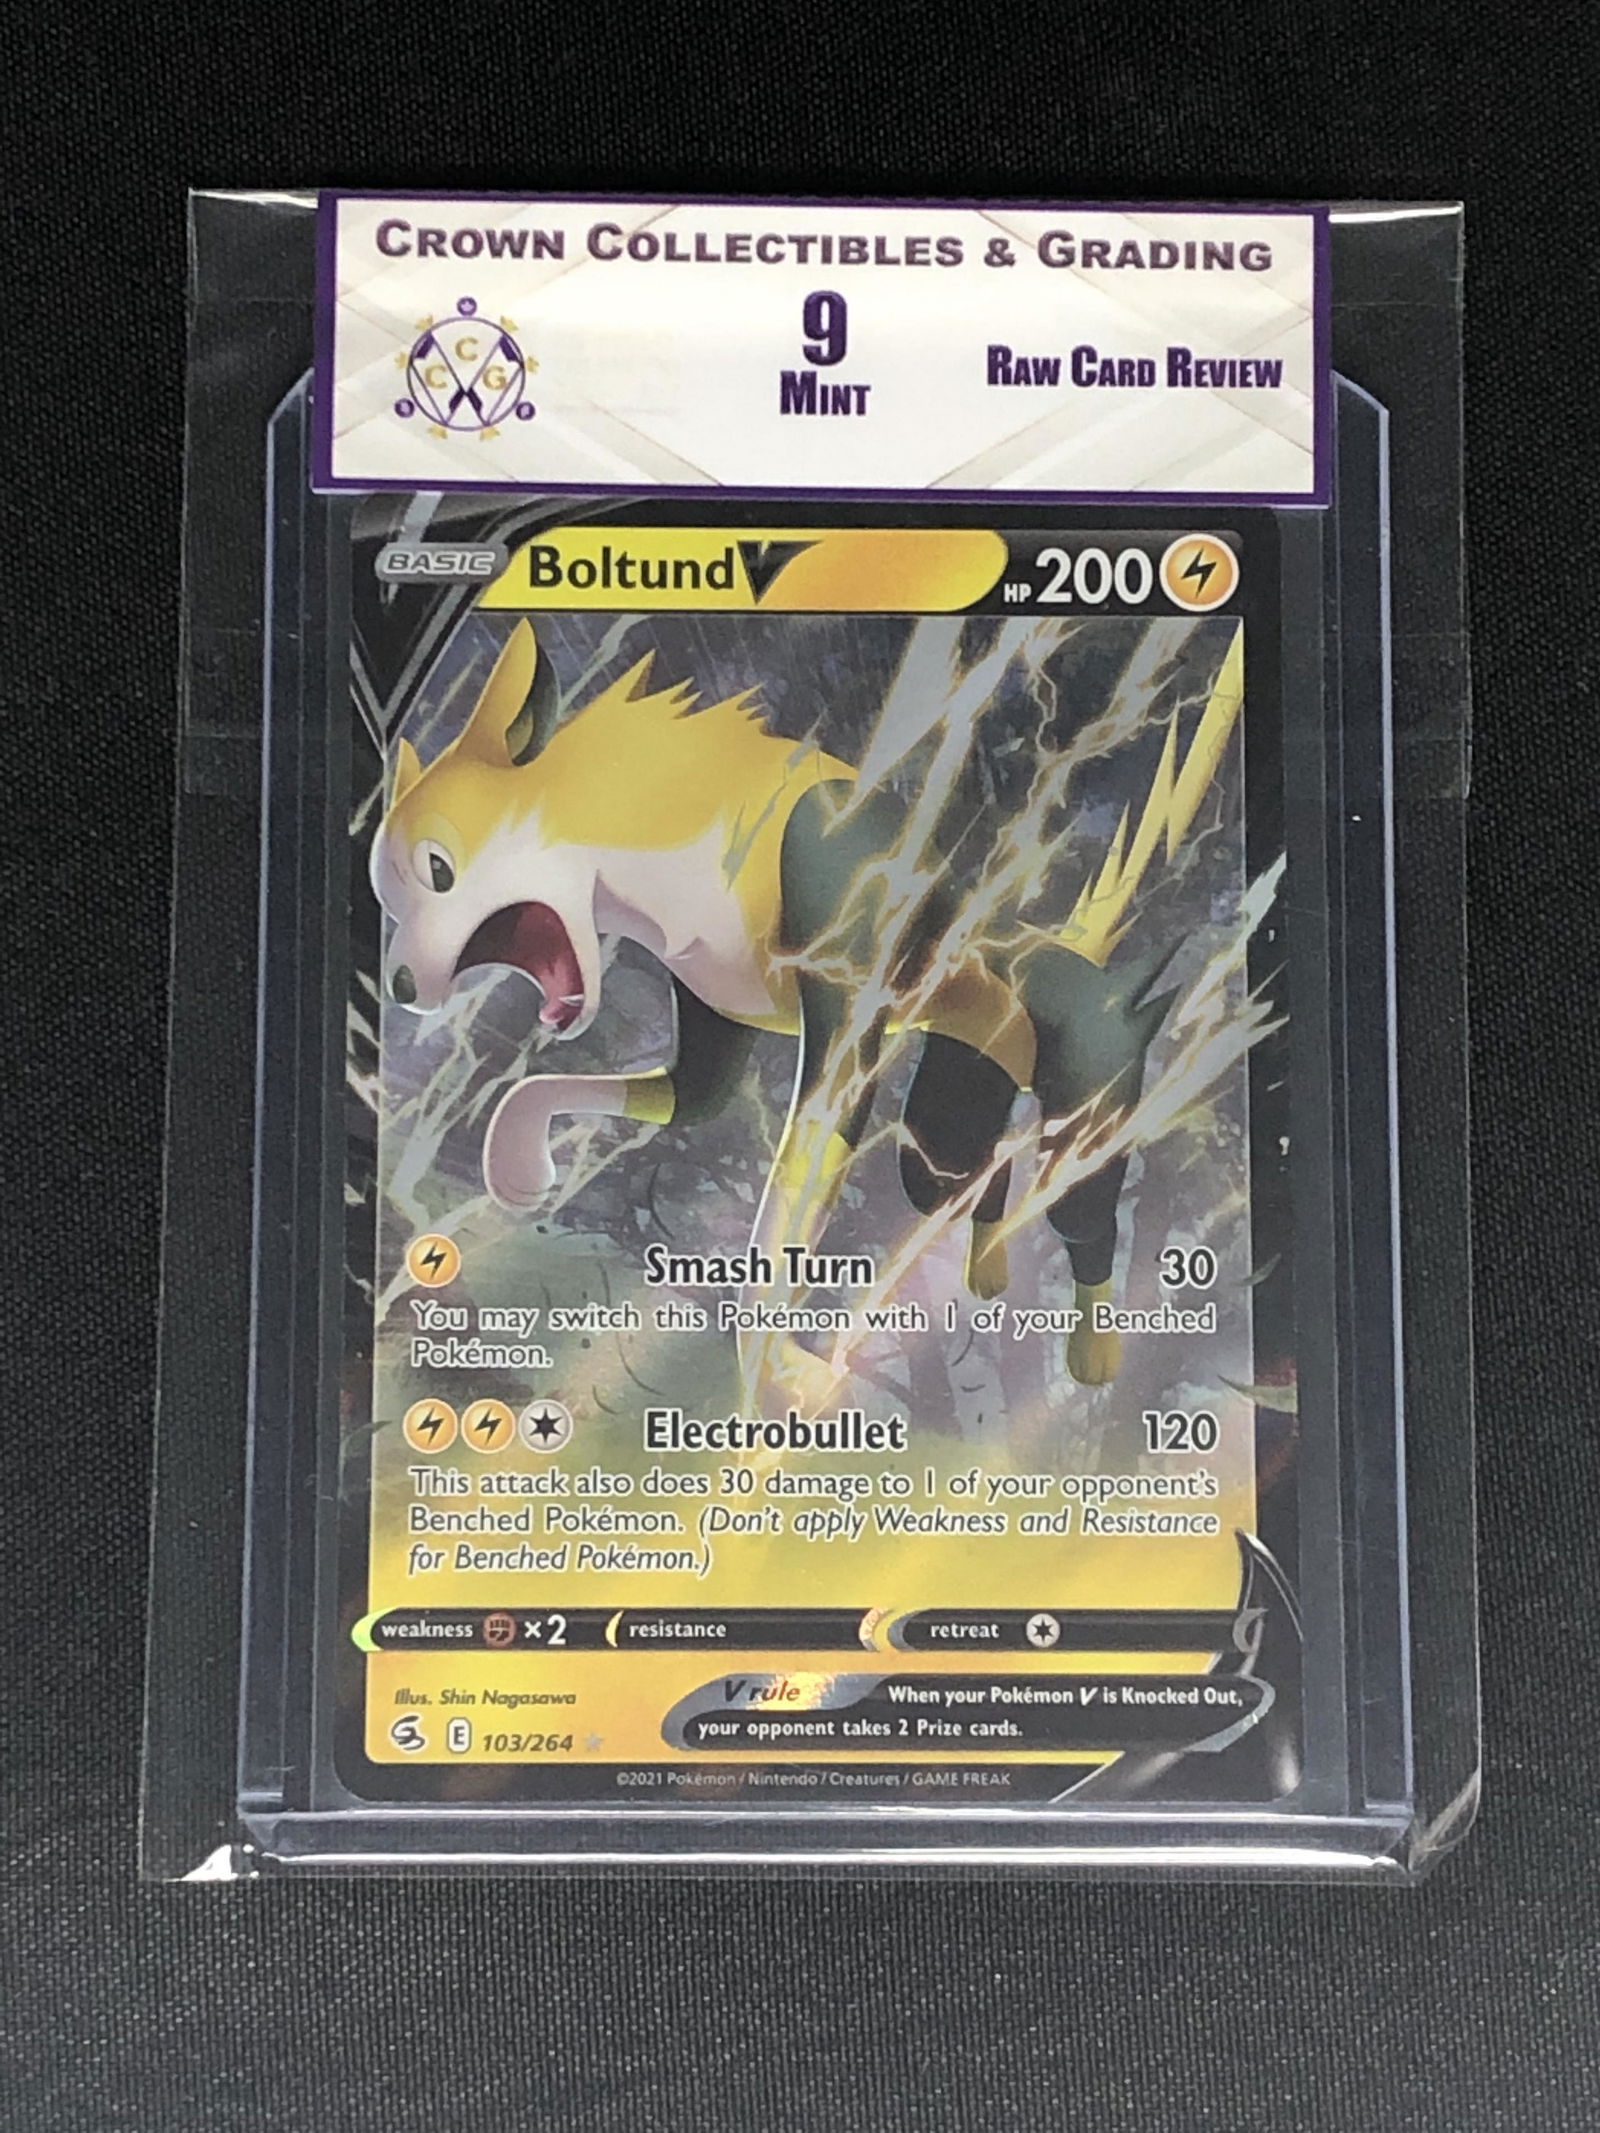 CROWN COLLECTIBLES & GRADING
C
C G
9
MINT
RAW CARD REVIEW
BASIC
Boltund V
HP 200
Smash Turn 30
You may switch this Pokémon with 1 of your Benched
Pokémon.
Electrobullet 120
This attack also does 30 damage to 1 of your opponent's
Benched Pokémon. (Don't apply Weakness and Resistance
for Benched Pokémon.)
weakness ×2 resistance retreat
Illus. Shin Nagasawa
E 103/264
V rule When your Pokémon V is Knocked Out,
your opponent takes 2 Prize cards.
©2021 Pokémon / Nintendo / Creatures / GAME FREAK